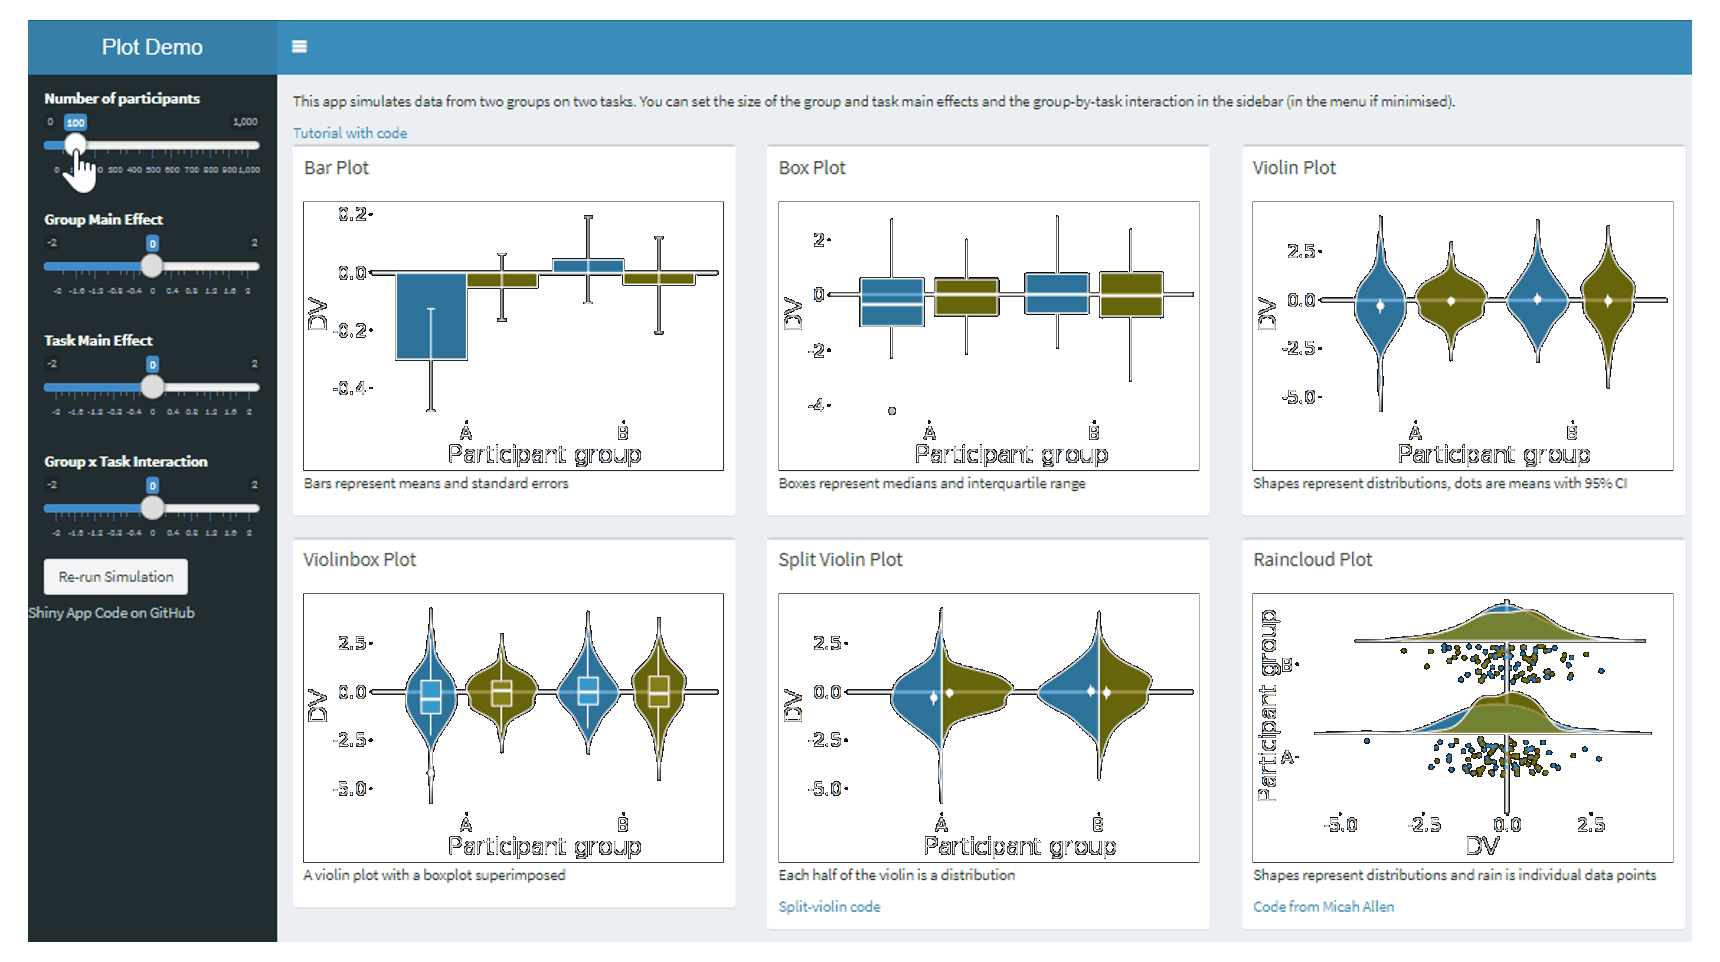 Plot Demo
Number of participants
0 100 1,000
0 300 400 500 600 700 800 900 1,000
Group Main Effect
-2 0 2
-2 -1.6 -1.2 -0.8 -0.4 0 0.4 0.8 1.2 1.6 2
Task Main Effect
-2 0 2
-2 -1.6 -1.2 -0.8 -0.4 0 0.4 0.8 1.2 1.6 2
Group x Task Interaction
-2 0 2
-2 -1.6 -1.2 -0.8 -0.4 0 0.4 0.8 1.2 1.6 2
Re-run Simulation
Shiny App Code on GitHub
This app simulates data from two groups on two tasks. You can set the size of the group and task main effects and the group-by-task interaction in the sidebar (in the menu if minimised).
Tutorial with code
Bar Plot
0.2
0.0
-0.2
-0.4
DV
A B
Participant group
Bars represent means and standard errors
Box Plot
2
0
-2
-4
DV
A B
Participant group
Boxes represent medians and interquartile range
Violin Plot
2.5
0.0
-2.5
-5.0
DV
A B
Participant group
Shapes represent distributions, dots are means with 95% CI
Violinbox Plot
2.5
0.0
-2.5
-5.0
DV
A B
Participant group
A violin plot with a boxplot superimposed
Split Violin Plot
2.5
0.0
-2.5
-5.0
DV
A B
Participant group
Each half of the violin is a distribution
Split-violin code
Raincloud Plot
Participant group
B
A
-5.0 -2.5 0.0 2.5
DV
Shapes represent distributions and rain is individual data points
Code from Micah Allen